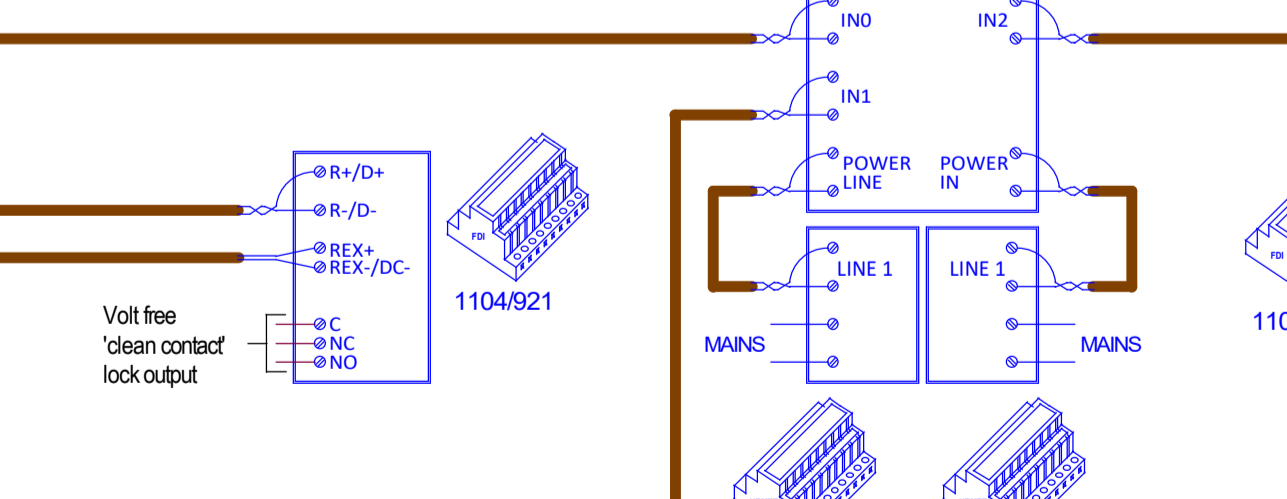 IN0
IN2
IN1
POWER
LINE
POWER
IN
R+/D+
R-/D-
REX+
REX-/DC-
C
NC
NO
Volt free
'clean contact'
lock output
FDI
1104/921
LINE 1
LINE 1
MAINS
MAINS
FDI
110